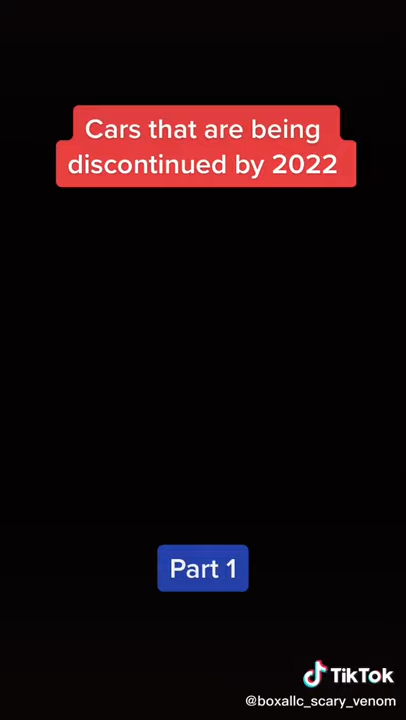 Cars that are being
discontinued by 2022
Part 1
TikTok
@boxallc_scary_venom